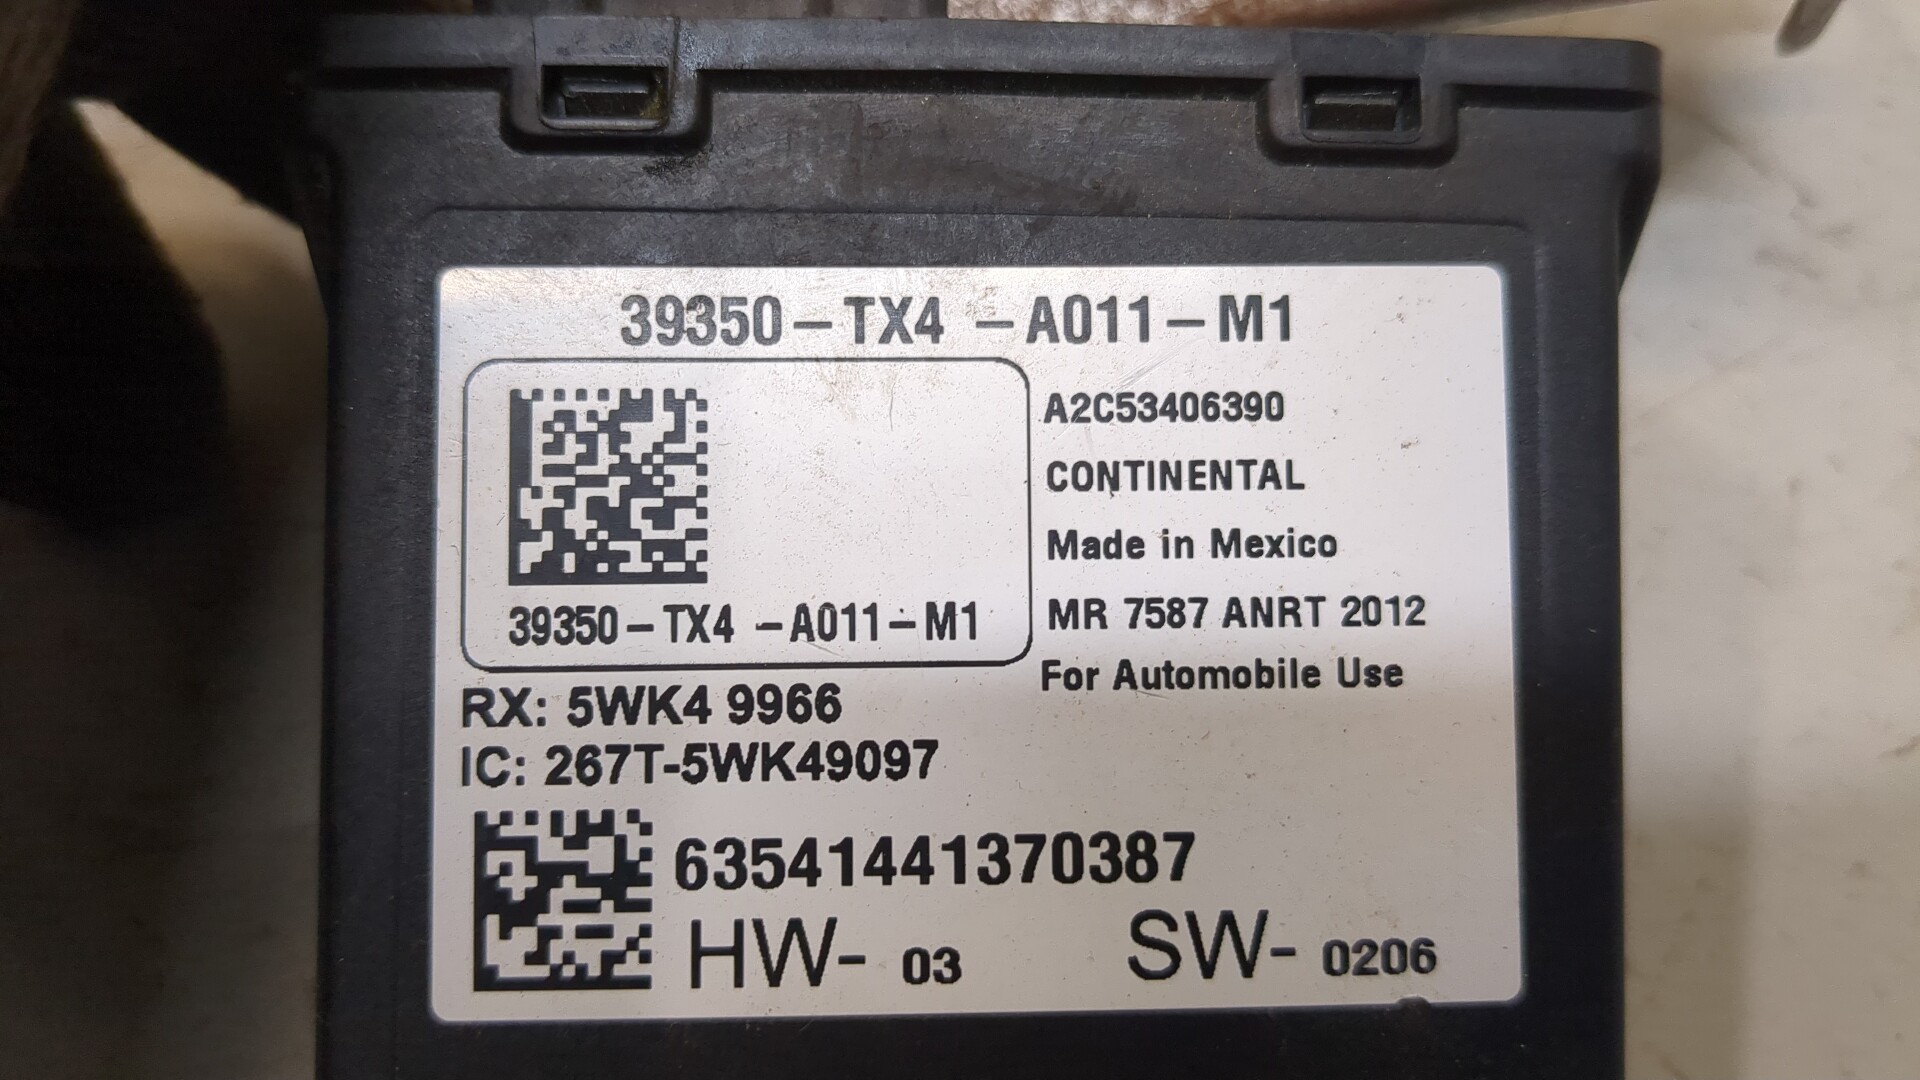 39350-TX4 -A011-M1
39350-TX4 -A011-M1
A2C53406390
CONTINENTAL
Made in Mexico
MR 7587 ANRT 2012
For Automobile Use
RX: 5WK4 9966
IC: 267T-5WK49097
63541441370387
HW- 03 SW- 0206